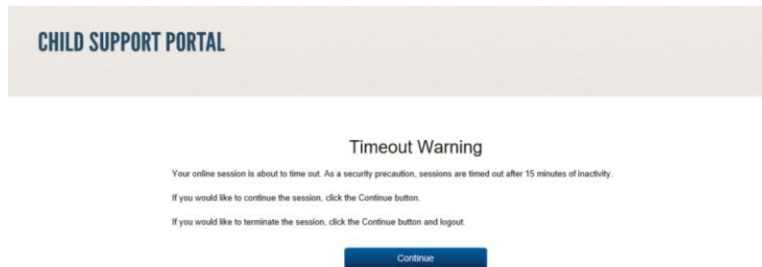 CHILD SUPPORT PORTAL
Timeout Warning
Your online session is about to time out. As a security precaution, sessions are timed out after 15 minutes of inactivity.
If you would like to continue the session, click the Continue button.
If you would like to terminate the session, click the Continue button and logout.
Continue